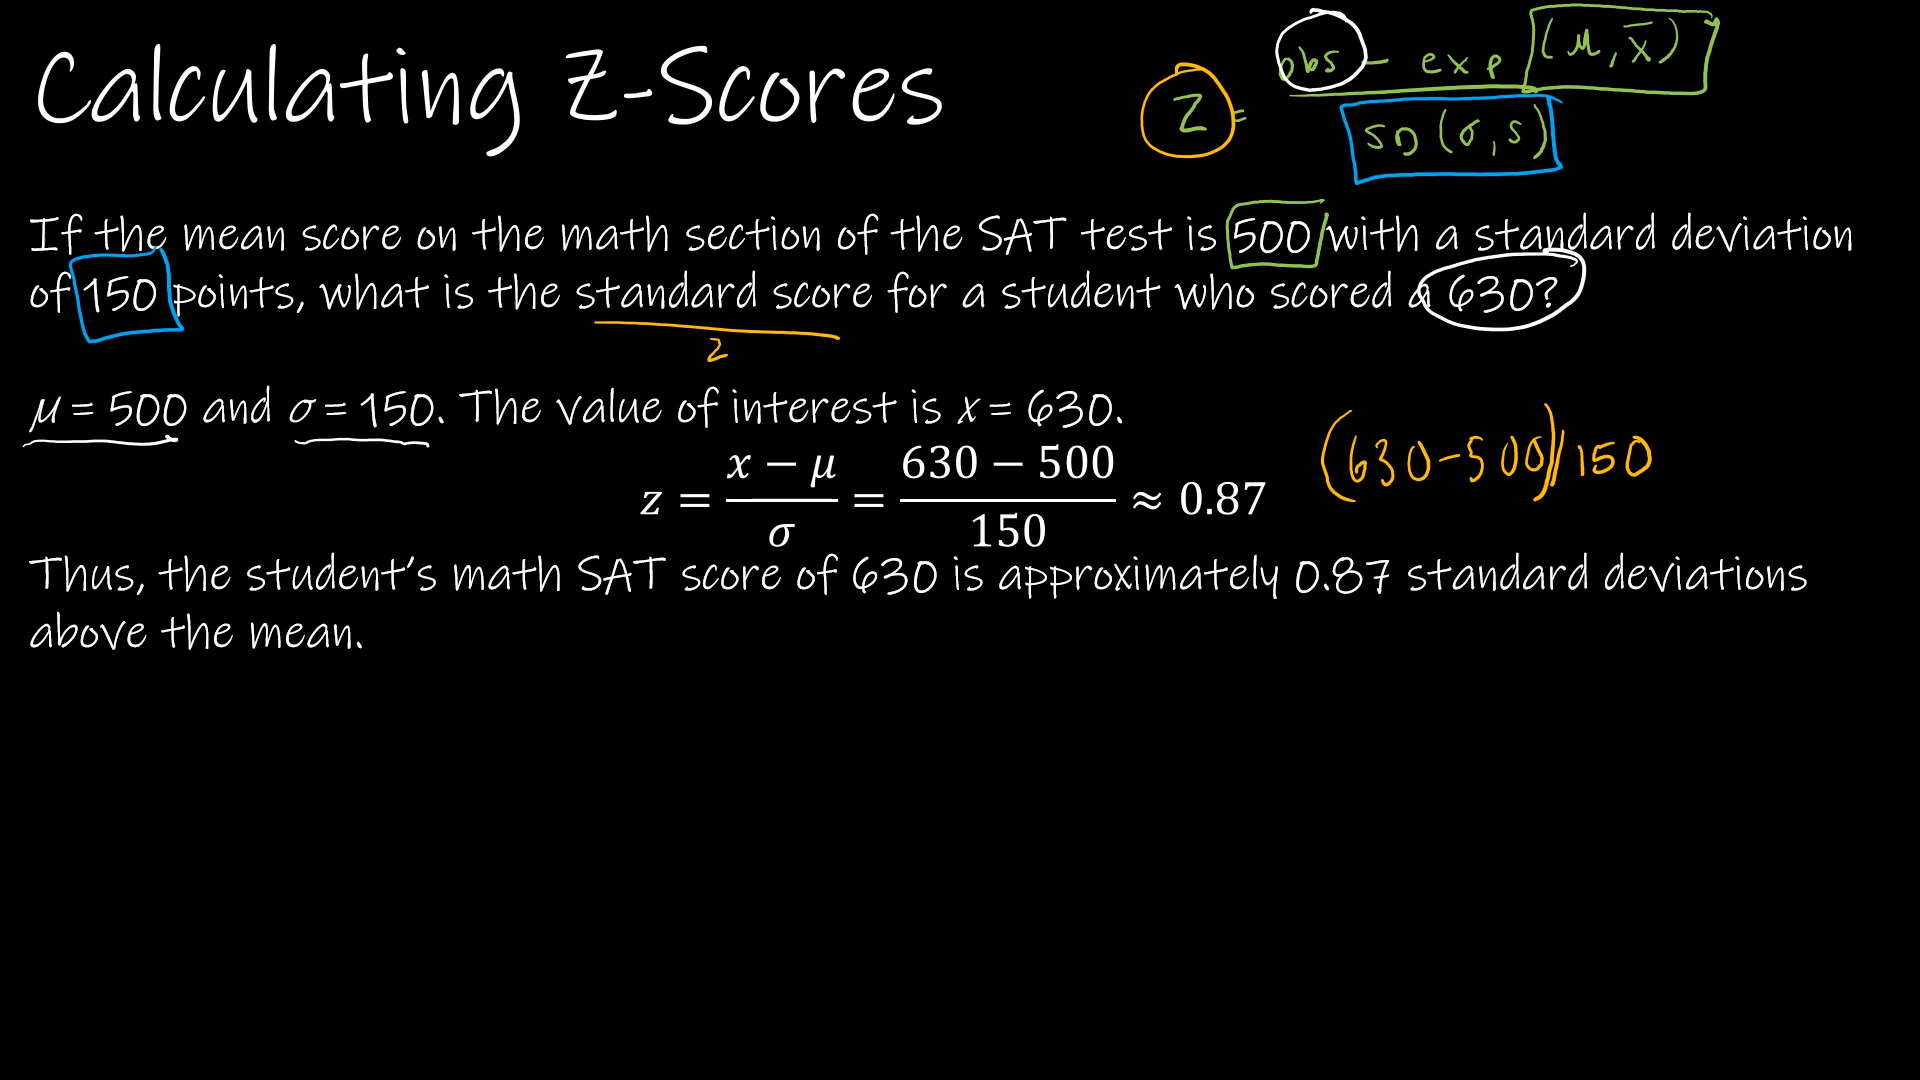 Calculating Z-Scores
Z = obs - exp (μ, x̄)
SD (σ, s)
If the mean score on the math section of the SAT test is 500 with a standard deviation
of 150 points, what is the standard score for a student who scored a 630?
z
μ = 500 and σ = 150. The value of interest is x = 630.
z = x − μ / σ = 630 − 500 / 150 ≈ 0.87
(630-500)/150
Thus, the student's math SAT score of 630 is approximately 0.87 standard deviations
above the mean.